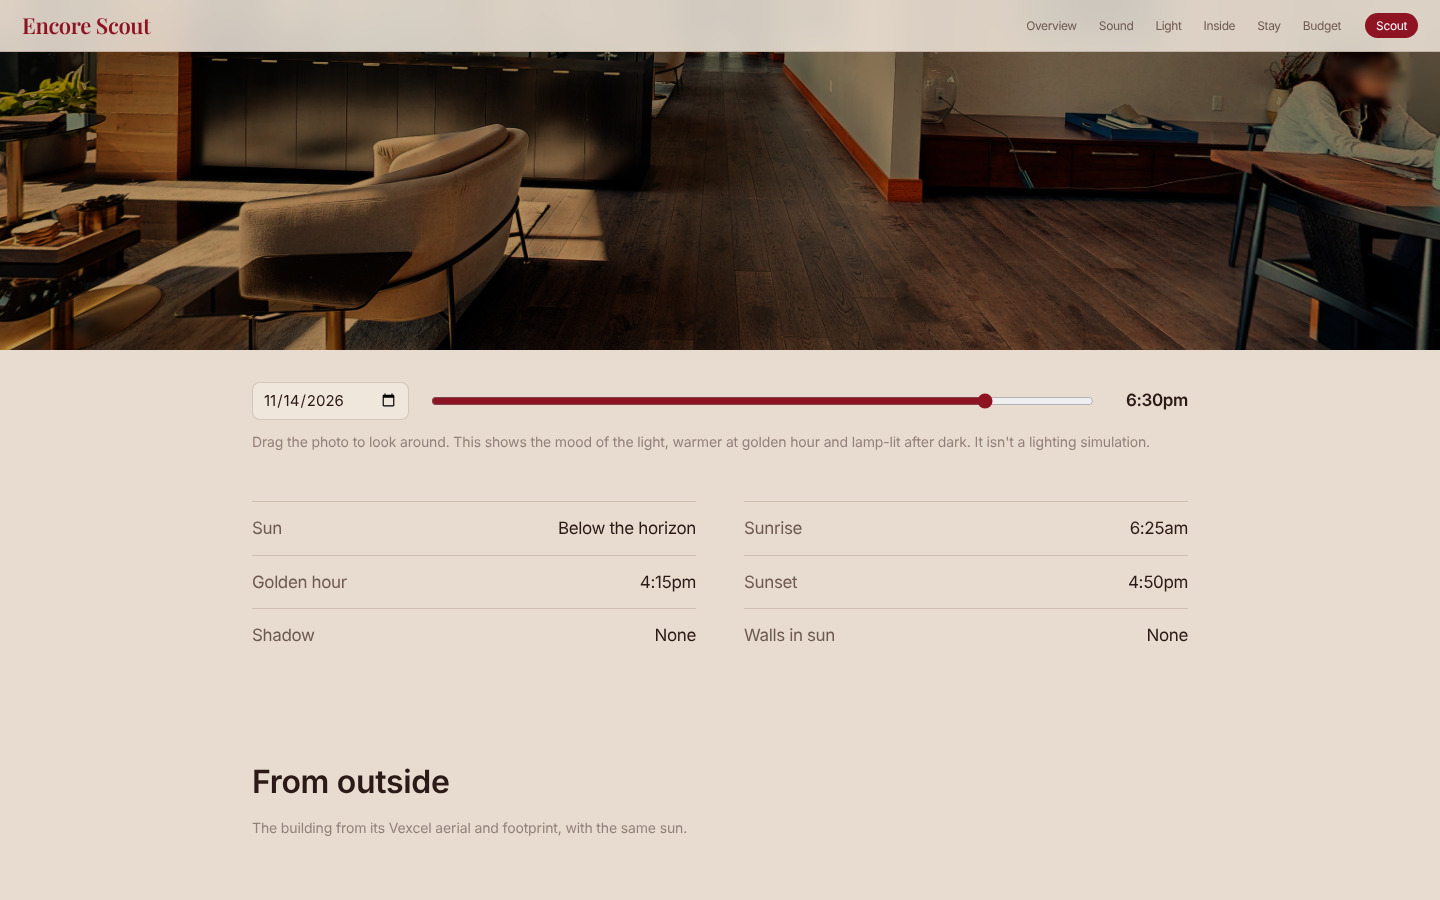 Encore Scout
Overview Sound Light Inside Stay Budget Scout
11/14/2026 6:30pm
Drag the photo to look around. This shows the mood of the light, warmer at golden hour and lamp-lit after dark. It isn't a lighting simulation.
Sun Below the horizon Sunrise 6:25am
Golden hour 4:15pm Sunset 4:50pm
Shadow None Walls in sun None
From outside
The building from its Vexcel aerial and footprint, with the same sun.